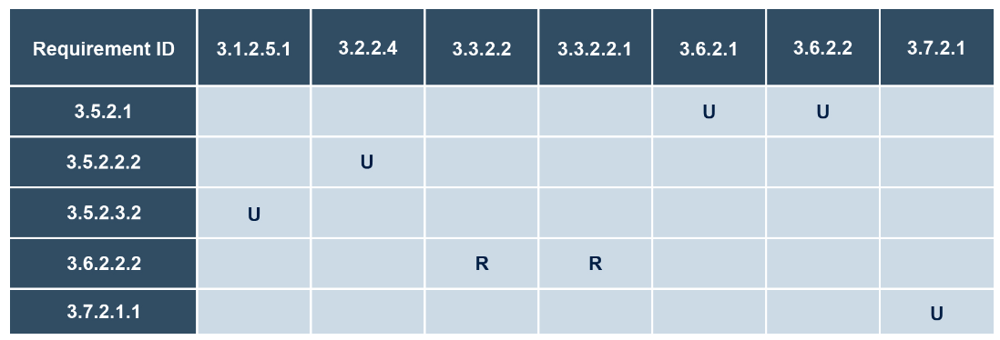 Requirement ID 3.1.2.5.1 3.2.2.4 3.3.2.2 3.3.2.2.1 3.6.2.1 3.6.2.2 3.7.2.1
3.5.2.1 U U
3.5.2.2.2 U
3.5.2.3.2 U
3.6.2.2.2 R R
3.7.2.1.1 U